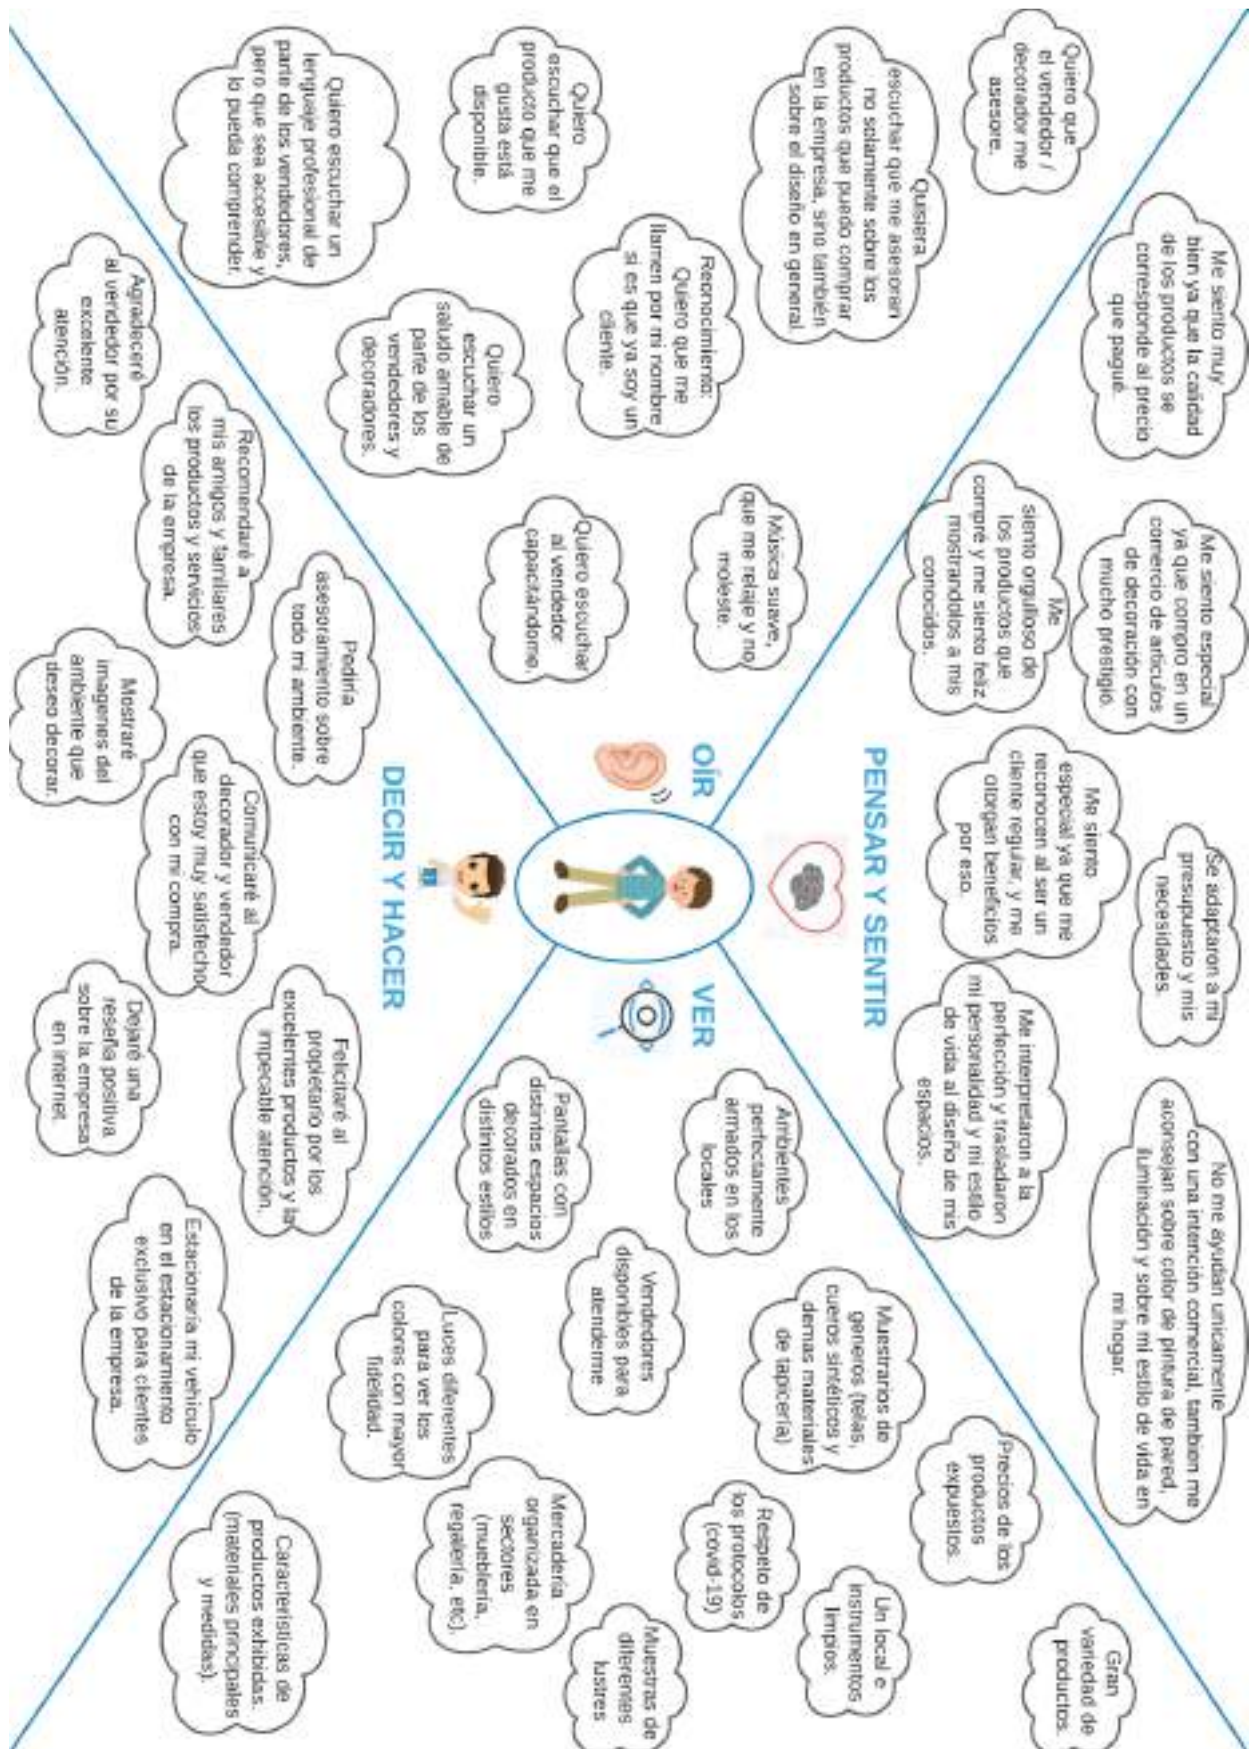 PENSAR Y SENTIR
Me siento muy
bien ya que la calidad
de los productos se
corresponde al precio
que pagué.
Me siento especial
ya que compro en un
comercio de articulos
de decoración con
mucho prestigio.
Me
siento orgulloso de
los productos que
compré y me siento feliz
mostrandolos a mis
conocidos.
Me siento
especial ya que me
reconocen al ser un
cliente regular, y me
otorgan beneficios
por eso.
Se adaptaron a mi
presupuesto y mis
necesidades.
Me interpretaron a la
perfección y trasladaron
mi personalidad y mi estilo
de vida al diseño de mis
espacios.
No me ayudan unicamente
con una intención comercial, tambion me
aconsejan sobre color de pintura de pared,
iluminación y sobre mi estilo de vida en
mi hogar.
OÍR
Quiero que
el vendedor /
decorador me
asesore.
Quisiera
escuchar que me asesoran
no solamente sobre los
productos que puedo comprar
en la empresa, sino también
sobre el diseño en general
Quiero
escuchar que el
producto que me
gusta está
disponible.
Reonocimiento:
Quiero que me
llamen por mi nombre
si es que ya soy un
cliente.
Quiero escuchar un
lenguaje profesional de
parte de los vendedores,
pero que sea accesible y
lo pueda comprender.
Quiero
escuchar un
saludo amable de
parte de los
vendedores y
decoradores.
Música suave,
que me relaje y no
moleste.
Quiero escuchar
al vendedor
capacitándome.
VER
Ambientes
perfectamente
armados en los
locales
Pantallas con
distintos espacios
decorados en
distintos estilos
Vendedores
disponibles para
atenderme
Muestrarios de
generos (telas,
cueros sintéticos y
demas materiales
de tapicería)
Luces diferentes
para ver los
colores con mayor
fidelidad.
Precios de los
productos
expuestos.
Respeto de
los protocolos
(covid-19)
Mercadería
organizada en
sectores
(mueblería,
regalería, etc).
Un local e
instrumentos
limpios.
Muestras de
diferentes
lustres
Gran
variedad de
productos.
Características de
productos exhibidas.
(materiales principales
y medidas).
DECIR Y HACER
Agradeceré
al vendedor por su
excelente
atención.
Recomendaré a
mis amigos y familiares
los productos y servicios
de la empresa.
Pediría
asesoramiento sobre
todo mi ambiente.
Mostraré
imagenes del
ambiente que
deseo decorar.
Comunicaré al
decorador y vendedor
que estoy muy satisfecho
con mi compra.
Felicitaré al
propietario por los
excelentes productos y la
impecable atención.
Dejaré una
reseña positiva
sobre la empresa
en internet.
Estacionaría mi vehículo
en el estacionamiento
exclusivo para clientes
de la empresa.